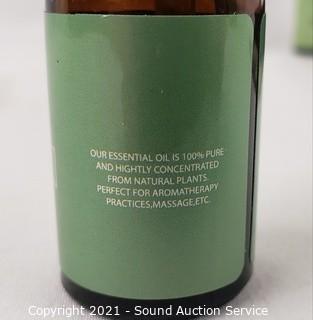 OUR ESSENTIAL OIL IS 100% PURE
AND HIGHTLY CONCENTRATED
FROM NATURAL PLANTS.
PERFECT FOR AROMATHERAPY
PRACTICES,MASSAGE,ETC.
Copyright 2021 - Sound Auction Service